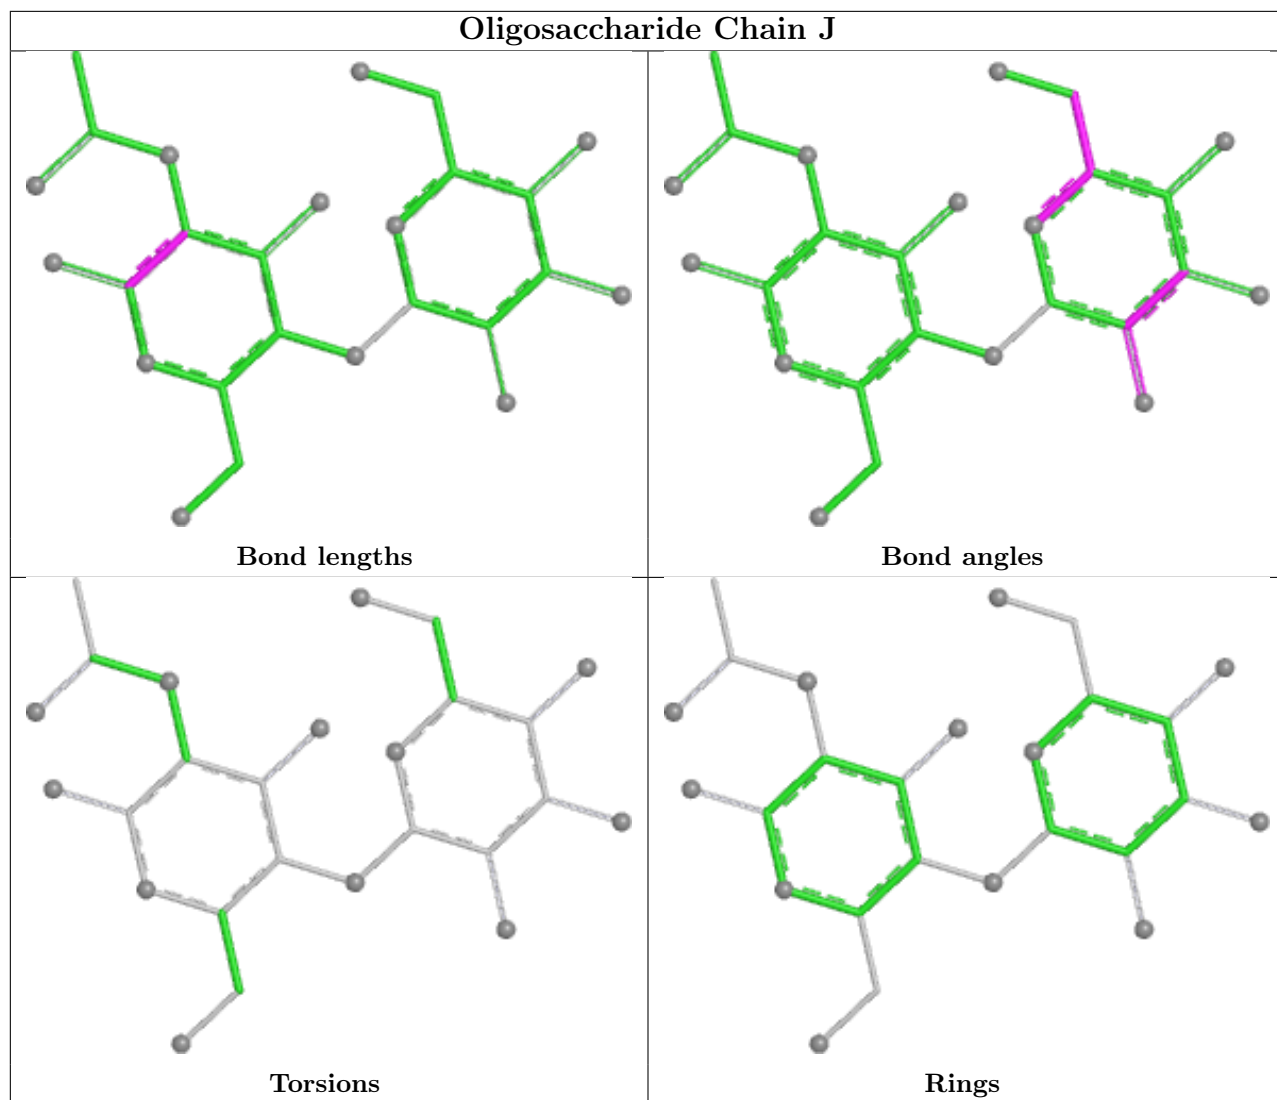 Oligosaccharide Chain J
Bond lengths
Bond angles
Torsions
Rings